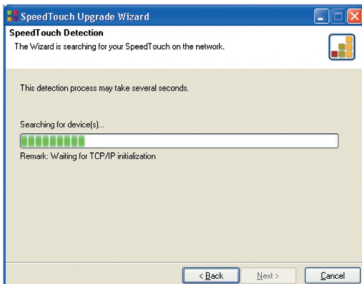 SpeedTouch Upgrade Wizard
SpeedTouch Detection
The Wizard is searching for your SpeedTouch on the network.
This detection process may take several seconds.
Searching for device(s)...
Remark: Waiting for TCP/IP initialization
< Back Next > Cancel